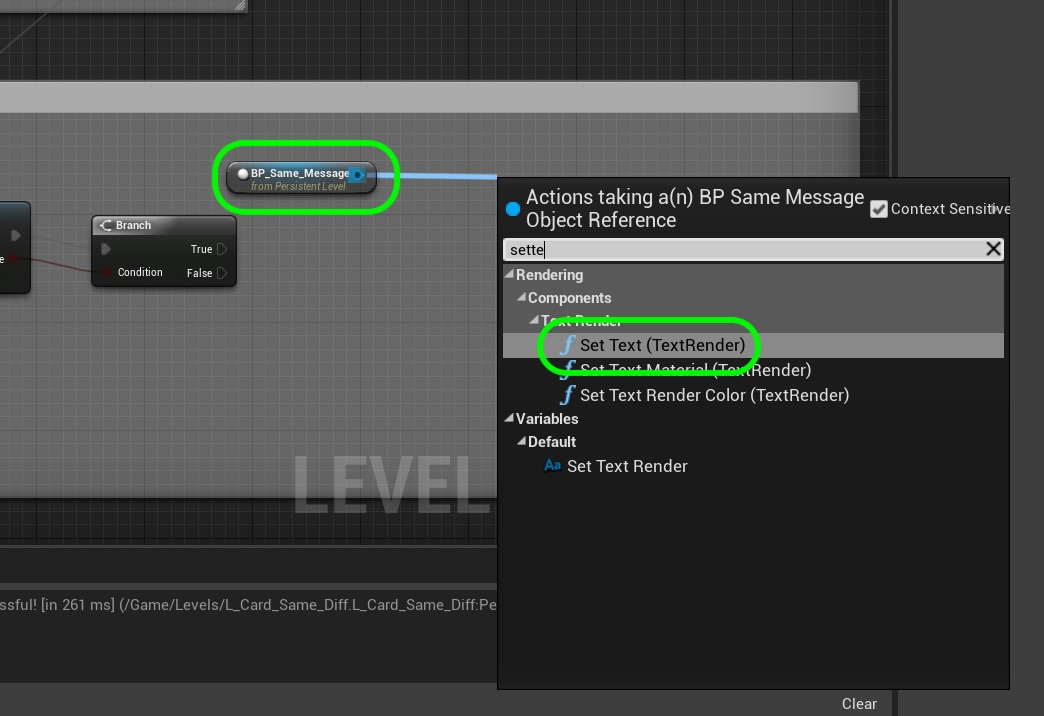 BP_Same_Message
from Persistent Level
Branch
True
Condition
False
Actions taking a(n) BP Same Message
Object Reference
Context Sensitive
sette
Rendering
Components
Text Render
Set Text (TextRender)
Set Text Material (TextRender)
Set Text Render Color (TextRender)
Variables
Default
Aa Set Text Render
LEVEL
ssful! [in 261 ms] (/Game/Levels/L_Card_Same_Diff.L_Card_Same_Diff:Pe
Clear